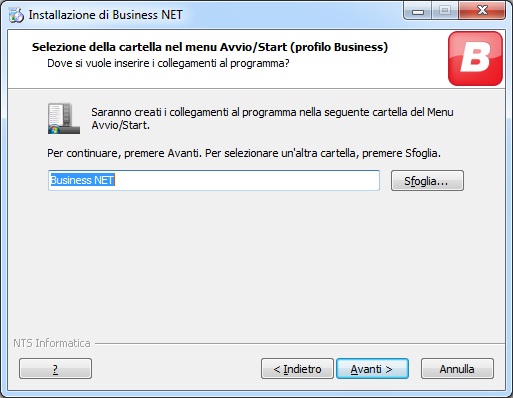 Installazione di Business NET
Selezione della cartella nel menu Avvio/Start (profilo Business)
Dove si vuole inserire i collegamenti al programma?
B
Saranno creati i collegamenti al programma nella seguente cartella del Menu
Avvio/Start.
Per continuare, premere Avanti. Per selezionare un'altra cartella, premere Sfoglia.
Business NET
Sfoglia...
NTS Informatica
?
< Indietro
Avanti >
Annulla